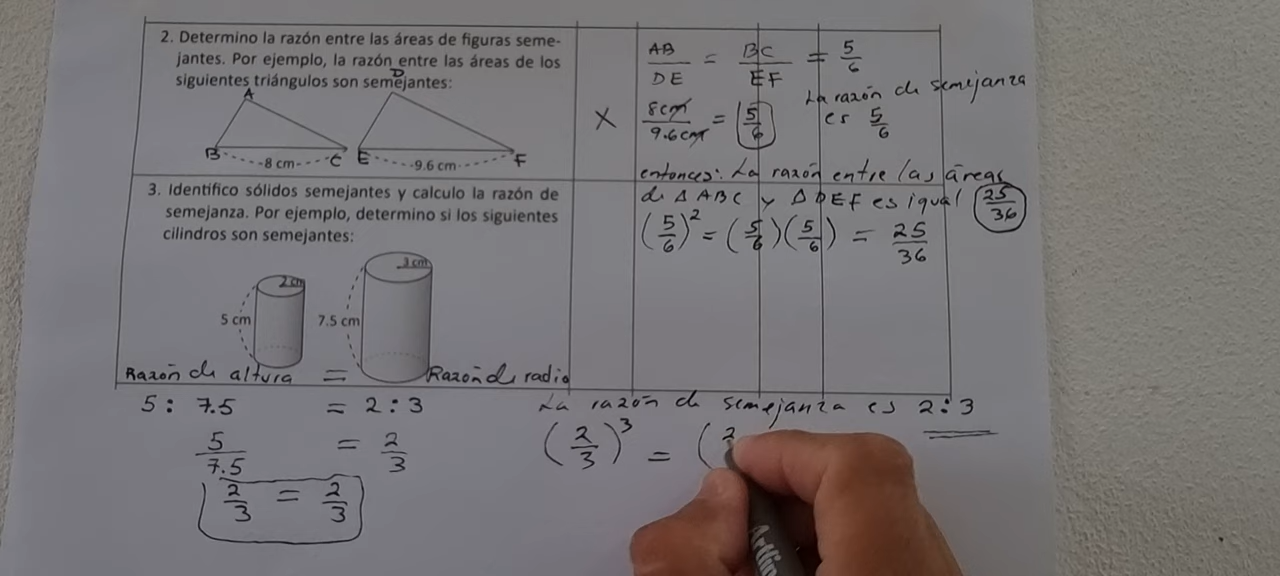 2. Determino la razón entre las áreas de figuras seme-
jantes. Por ejemplo, la razón entre las áreas de los
siguientes triángulos son semejantes:
A
D
B
8 cm
C
E
9.6 cm
F
X
AB/DE = BC/EF = 5/6
8cm/9.6cm = 5/6
La razón de semejanza
es 5/6
entonces: La razón entre las áreas
de Δ ABC y Δ DEF es igual 25/36
(5/6)² = (5/6)(5/6) = 25/36
3. Identifico sólidos semejantes y calculo la razón de
semejanza. Por ejemplo, determino si los siguientes
cilindros son semejantes:
2 cm
3 cm
5 cm
7.5 cm
Razón de altura = Razón de radio
5 : 7.5 = 2 : 3
5/7.5 = 2/3
2/3 = 2/3
La razón de semejanza es 2:3
(2/3)³ = (2
Artlin